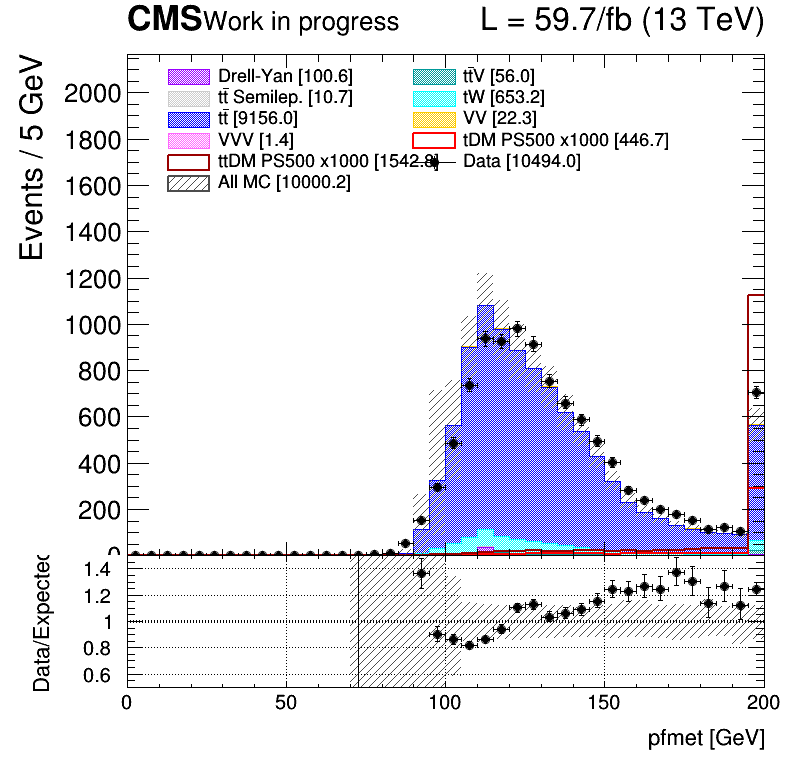 CMS Work in progress L = 59.7/fb (13 TeV)
Drell-Yan [100.6] tt̄V [56.0]
tt̄ Semilep. [10.7] tW [653.2]
tt̄ [9156.0] VV [22.3]
VVV [1.4] tDM PS500 x1000 [446.7]
ttDM PS500 x1000 [1542.8] Data [10494.0]
All MC [10000.2]
Events / 5 GeV
2000
1800
1600
1400
1200
1000
800
600
400
200
0
Data/Expected
1.4
1.2
1
0.8
0.6
0 50 100 150 200
pfmet [GeV]